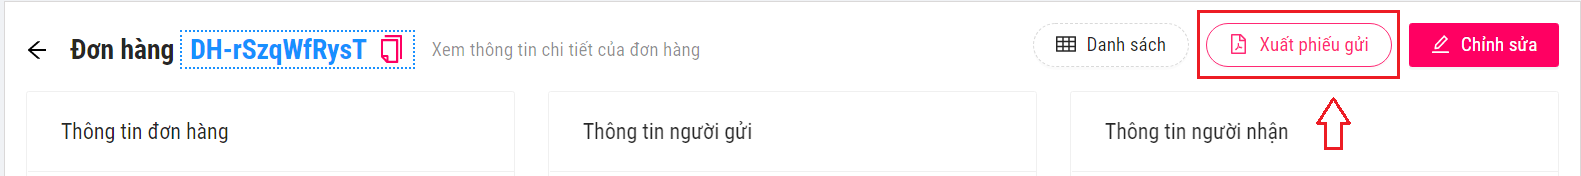 Đơn hàng DH-rSzqWfRysT Xem thông tin chi tiết của đơn hàng Danh sách Xuất phiếu gửi Chỉnh sửa
Thông tin đơn hàng Thông tin người gửi Thông tin người nhận